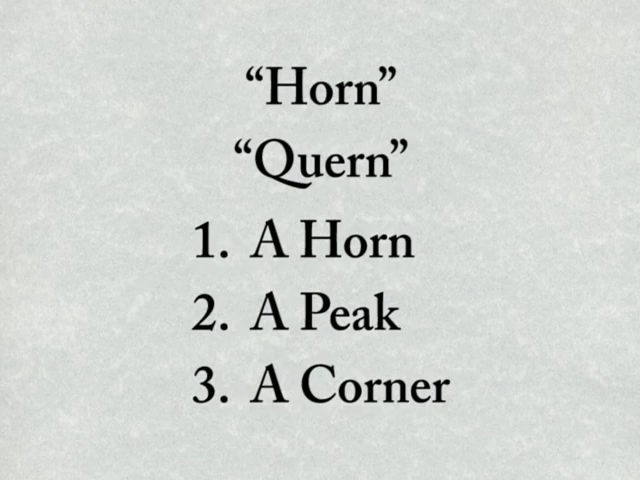 “Horn”
“Quern”
1. A Horn
2. A Peak
3. A Corner